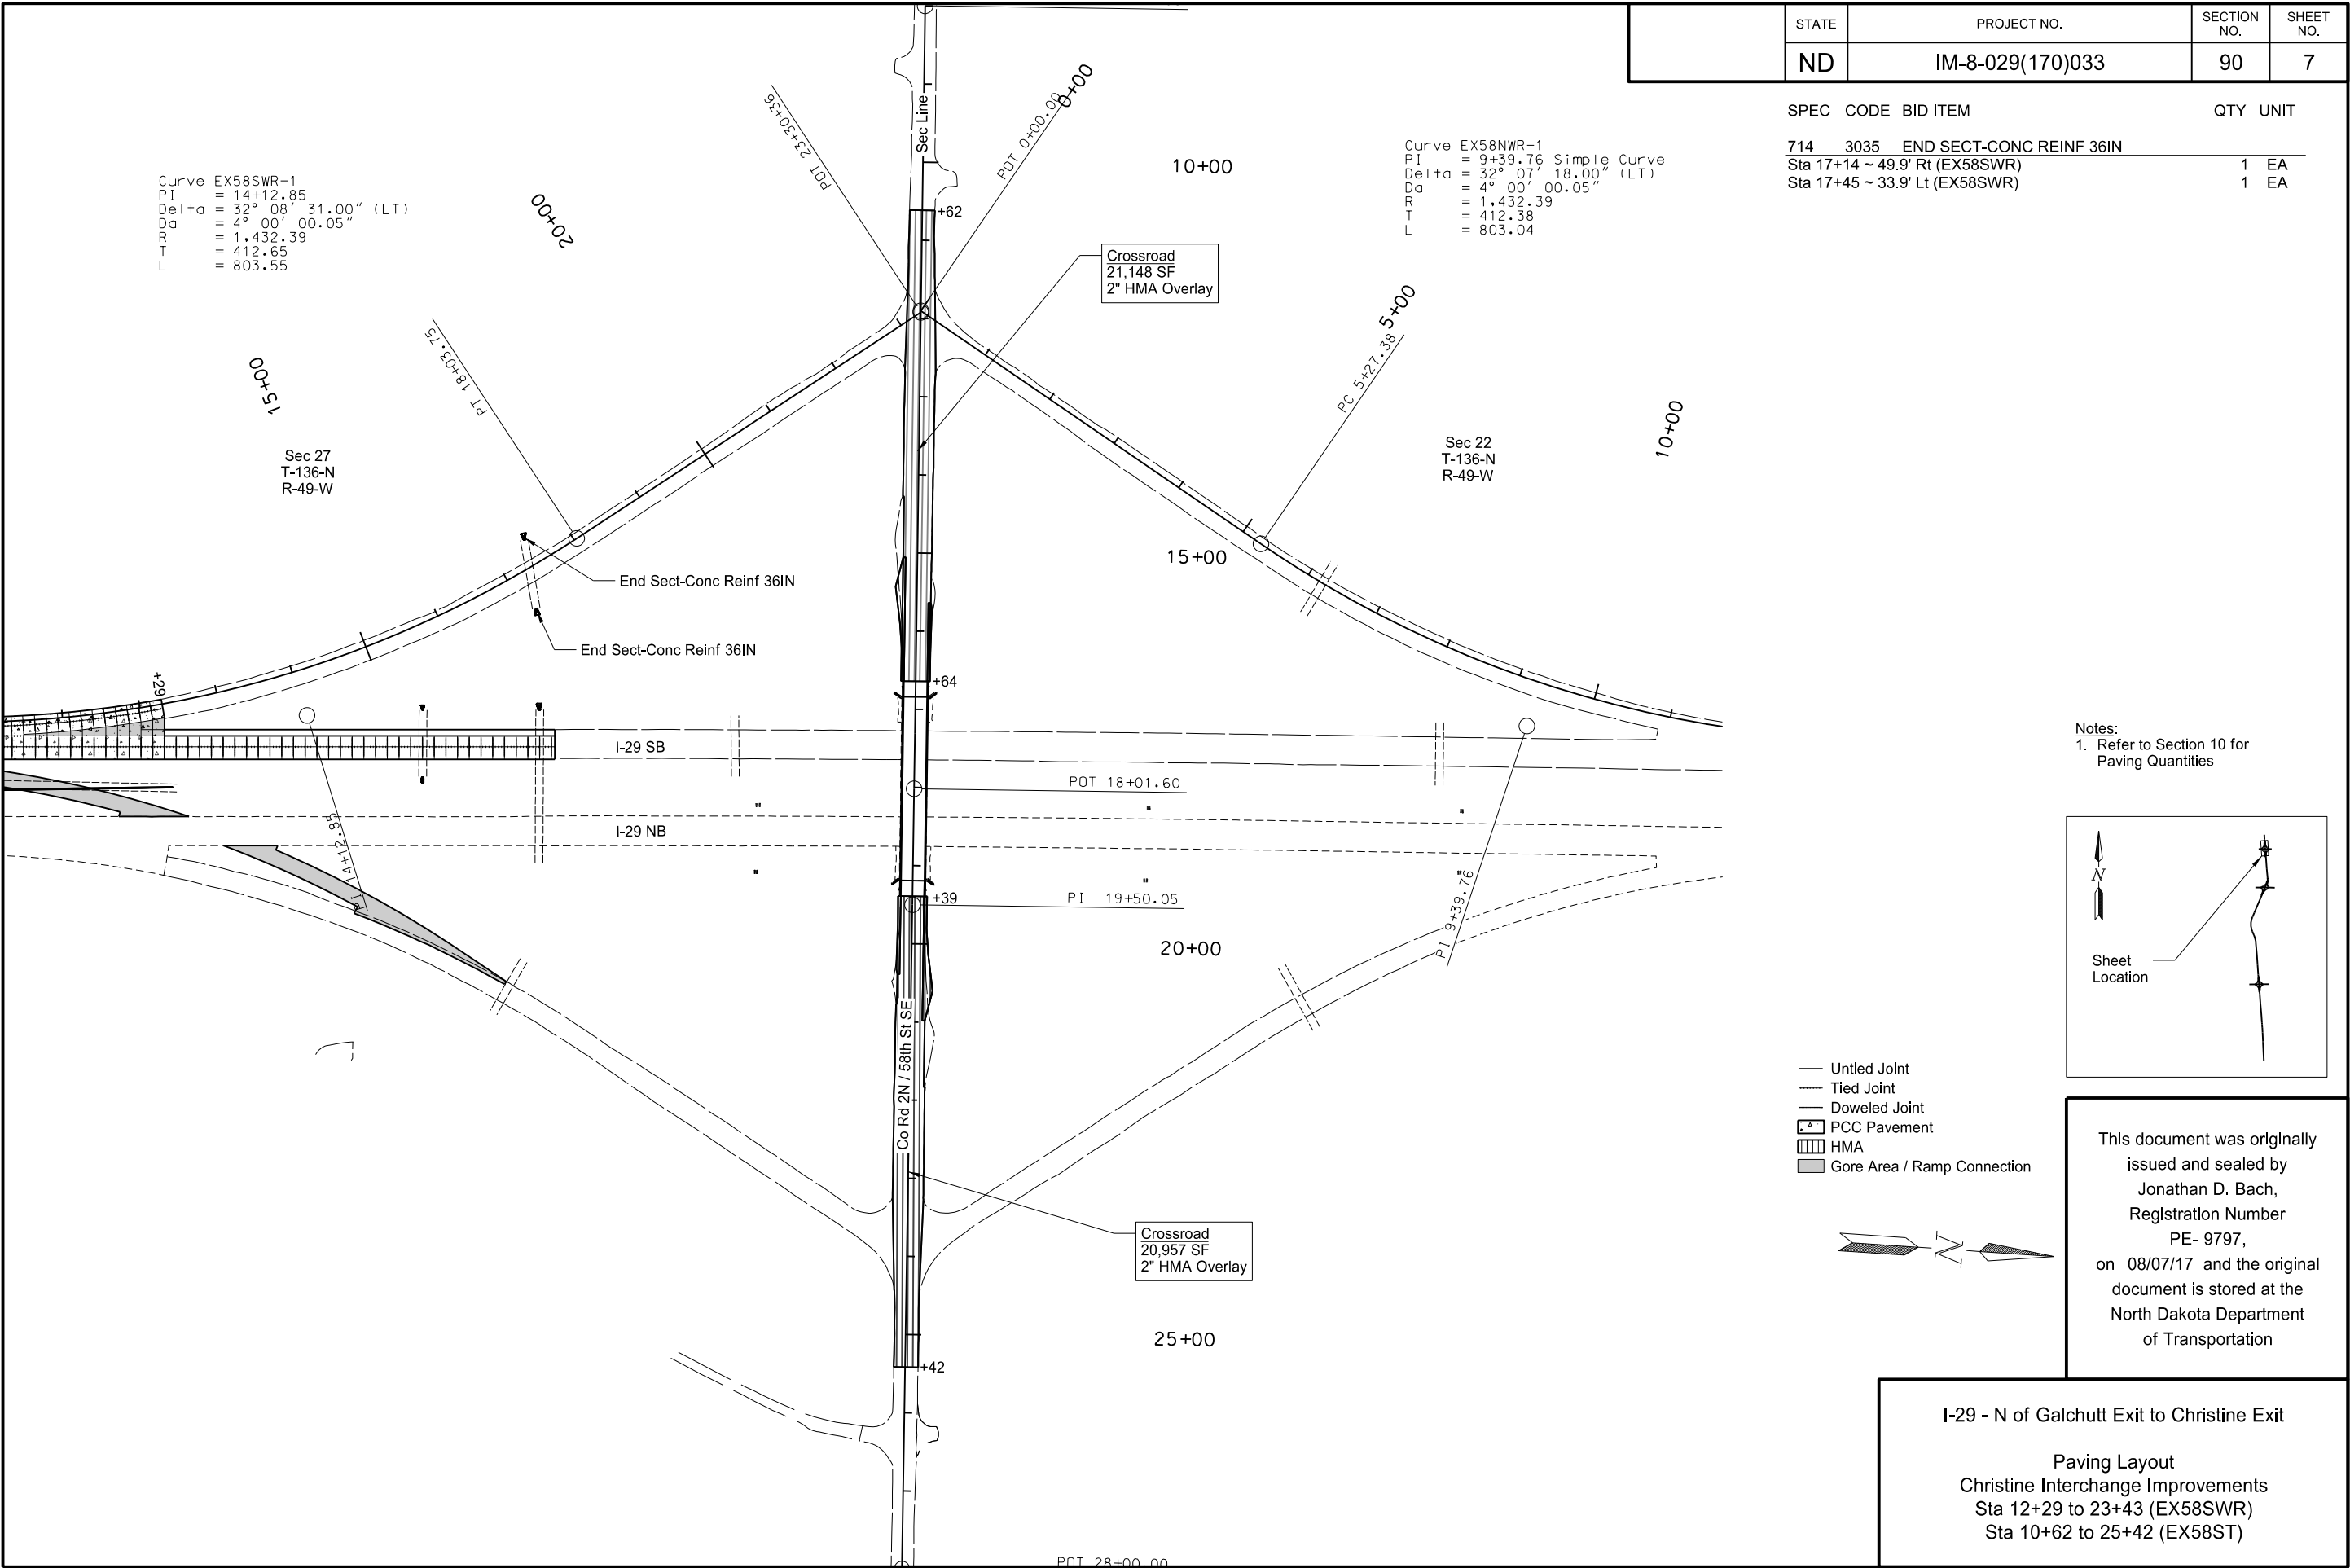 STATE
PROJECT NO.
SECTION NO.
SHEET NO.
ND
IM-8-029(170)033
90
7
SPEC CODE BID ITEM QTY UNIT
714 3035 END SECT-CONC REINF 36IN
Sta 17+14 ~ 49.9' Rt (EX58SWR) 1 EA
Sta 17+45 ~ 33.9' Lt (EX58SWR) 1 EA
Curve EX58SWR-1
PI = 14+12.85
Delta = 32° 08' 31.00" (LT)
Da = 4° 00' 00.05"
R = 1,432.39
T = 412.65
L = 803.55
Curve EX58NWR-1
PI = 9+39.76 Simple Curve
Delta = 32° 07' 18.00" (LT)
Da = 4° 00' 00.05"
R = 1,432.39
T = 412.38
L = 803.04
POT 23+30+36
Sec Line
POT 0+00.00
0+00
10+00
20+00
+62
Crossroad
21,148 SF
2" HMA Overlay
15+00
PT 18+03.75
PC 5+27.38
5+00
10+00
Sec 27
T-136-N
R-49-W
Sec 22
T-136-N
R-49-W
15+00
End Sect-Conc Reinf 36IN
End Sect-Conc Reinf 36IN
+29
+64
I-29 SB
POT 18+01.60
I-29 NB
PI 14+12.85
+39
PI 19+50.05
PI 9+39.76
20+00
Co Rd 2N / 58th St SE
Crossroad
20,957 SF
2" HMA Overlay
25+00
+42
POT 28+00.00
Notes:
1. Refer to Section 10 for
Paving Quantities
N
Sheet
Location
Untied Joint
Tied Joint
Doweled Joint
PCC Pavement
HMA
Gore Area / Ramp Connection
N
This document was originally
issued and sealed by
Jonathan D. Bach,
Registration Number
PE- 9797,
on 08/07/17 and the original
document is stored at the
North Dakota Department
of Transportation
I-29 - N of Galchutt Exit to Christine Exit
Paving Layout
Christine Interchange Improvements
Sta 12+29 to 23+43 (EX58SWR)
Sta 10+62 to 25+42 (EX58ST)